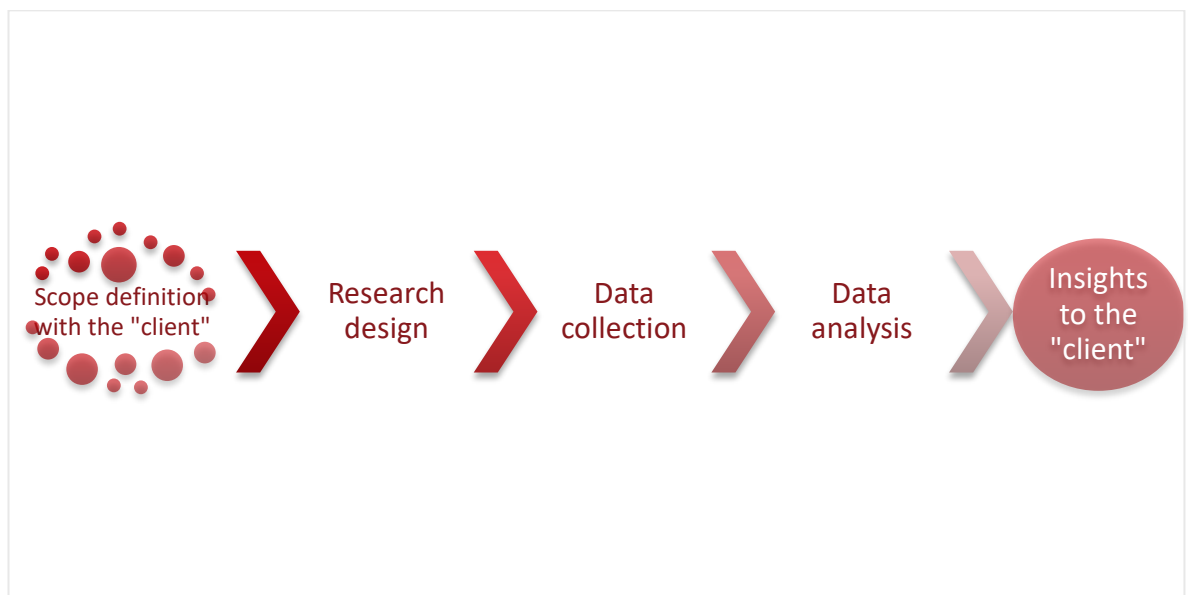 Scope definition
with the "client"
Research
design
Data
collection
Data
analysis
Insights
to the
"client"